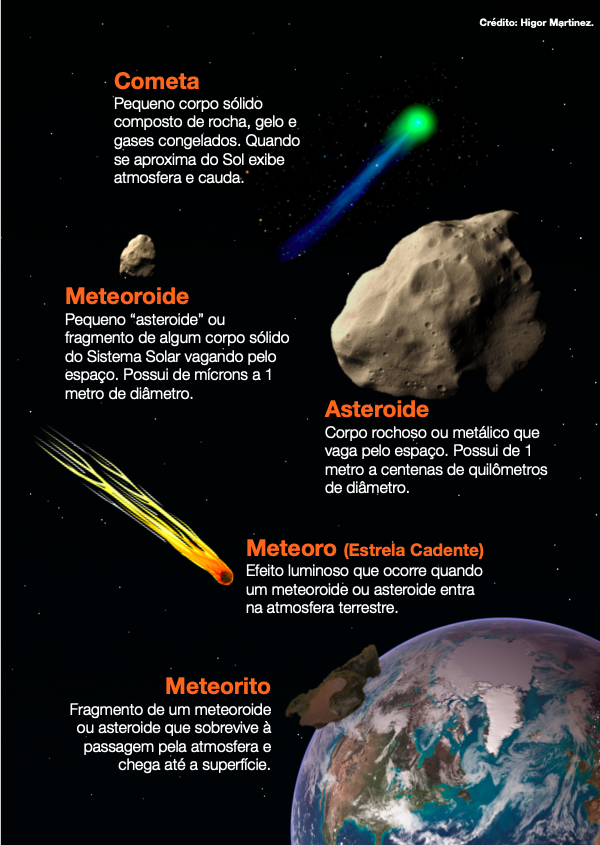 Crédito: Higor Martinez.
Cometa
Pequeno corpo sólido
composto de rocha, gelo e
gases congelados. Quando
se aproxima do Sol exibe
atmosfera e cauda.
Meteoroide
Pequeno “asteroide” ou
fragmento de algum corpo sólido
do Sistema Solar vagando pelo
espaço. Possui de mícrons a 1
metro de diâmetro.
Asteroide
Corpo rochoso ou metálico que
vaga pelo espaço. Possui de 1
metro a centenas de quilômetros
de diâmetro.
Meteoro (Estrela Cadente)
Efeito luminoso que ocorre quando
um meteoroide ou asteroide entra
na atmosfera terrestre.
Meteorito
Fragmento de um meteoroide
ou asteroide que sobrevive à
passagem pela atmosfera e
chega até a superfície.